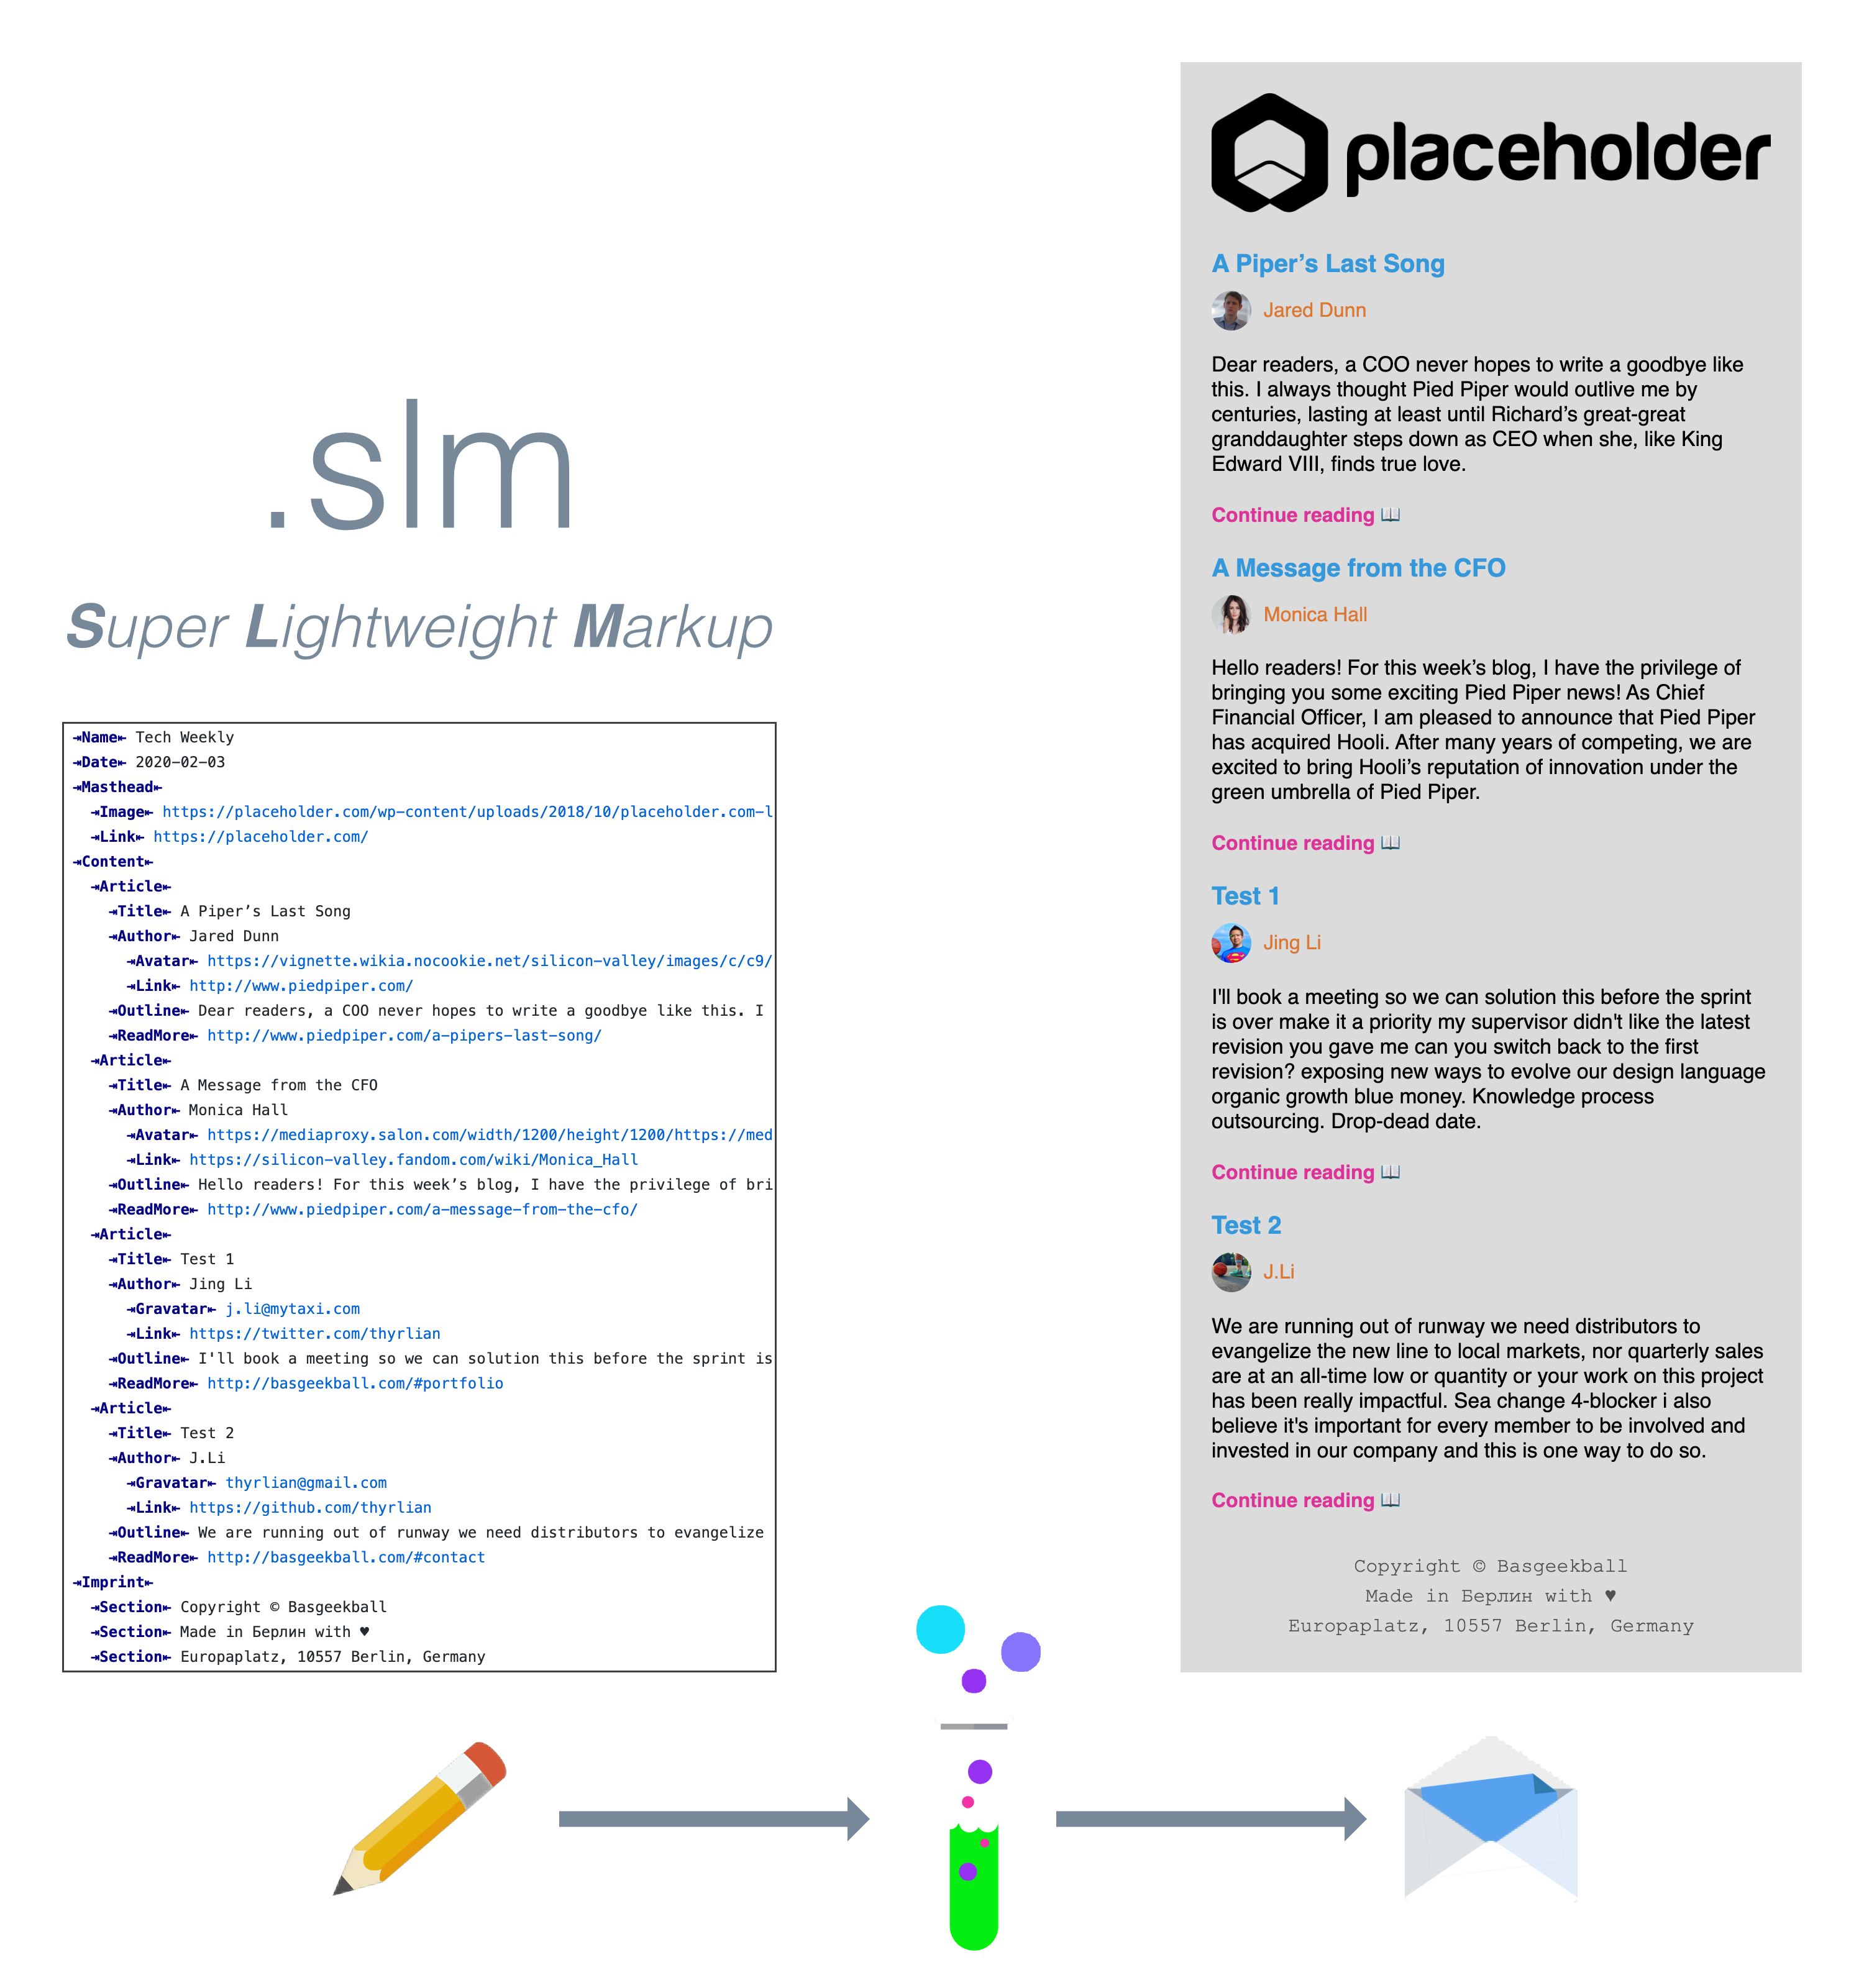 .slm
Super Lightweight Markup
⇥Name⇤ Tech Weekly
⇥Date⇤ 2020-02-03
⇥Masthead⇤
⇥Image⇤ https://placeholder.com/wp-content/uploads/2018/10/placeholder.com-l
⇥Link⇤ https://placeholder.com/
⇥Content⇤
⇥Article⇤
⇥Title⇤ A Piper’s Last Song
⇥Author⇤ Jared Dunn
⇥Avatar⇤ https://vignette.wikia.nocookie.net/silicon-valley/images/c/c9/
⇥Link⇤ http://www.piedpiper.com/
⇥Outline⇤ Dear readers, a COO never hopes to write a goodbye like this. I
⇥ReadMore⇤ http://www.piedpiper.com/a-pipers-last-song/
⇥Article⇤
⇥Title⇤ A Message from the CFO
⇥Author⇤ Monica Hall
⇥Avatar⇤ https://mediaproxy.salon.com/width/1200/height/1200/https://med
⇥Link⇤ https://silicon-valley.fandom.com/wiki/Monica_Hall
⇥Outline⇤ Hello readers! For this week’s blog, I have the privilege of bri
⇥ReadMore⇤ http://www.piedpiper.com/a-message-from-the-cfo/
⇥Article⇤
⇥Title⇤ Test 1
⇥Author⇤ Jing Li
⇥Gravatar⇤ j.li@mytaxi.com
⇥Link⇤ https://twitter.com/thyrlian
⇥Outline⇤ I'll book a meeting so we can solution this before the sprint is
⇥ReadMore⇤ http://basgeekball.com/#portfolio
⇥Article⇤
⇥Title⇤ Test 2
⇥Author⇤ J.Li
⇥Gravatar⇤ thyrlian@gmail.com
⇥Link⇤ https://github.com/thyrlian
⇥Outline⇤ We are running out of runway we need distributors to evangelize
⇥ReadMore⇤ http://basgeekball.com/#contact
⇥Imprint⇤
⇥Section⇤ Copyright © Basgeekball
⇥Section⇤ Made in Берлин with ♥
⇥Section⇤ Europaplatz, 10557 Berlin, Germany
placeholder
A Piper’s Last Song
Jared Dunn
Dear readers, a COO never hopes to write a goodbye like
this. I always thought Pied Piper would outlive me by
centuries, lasting at least until Richard’s great-great
granddaughter steps down as CEO when she, like King
Edward VIII, finds true love.
Continue reading 📖
A Message from the CFO
Monica Hall
Hello readers! For this week’s blog, I have the privilege of
bringing you some exciting Pied Piper news! As Chief
Financial Officer, I am pleased to announce that Pied Piper
has acquired Hooli. After many years of competing, we are
excited to bring Hooli’s reputation of innovation under the
green umbrella of Pied Piper.
Continue reading 📖
Test 1
Jing Li
I'll book a meeting so we can solution this before the sprint
is over make it a priority my supervisor didn't like the latest
revision you gave me can you switch back to the first
revision? exposing new ways to evolve our design language
organic growth blue money. Knowledge process
outsourcing. Drop-dead date.
Continue reading 📖
Test 2
J.Li
We are running out of runway we need distributors to
evangelize the new line to local markets, nor quarterly sales
are at an all-time low or quantity or your work on this project
has been really impactful. Sea change 4-blocker i also
believe it's important for every member to be involved and
invested in our company and this is one way to do so.
Continue reading 📖
Copyright © Basgeekball
Made in Берлин with ♥
Europaplatz, 10557 Berlin, Germany